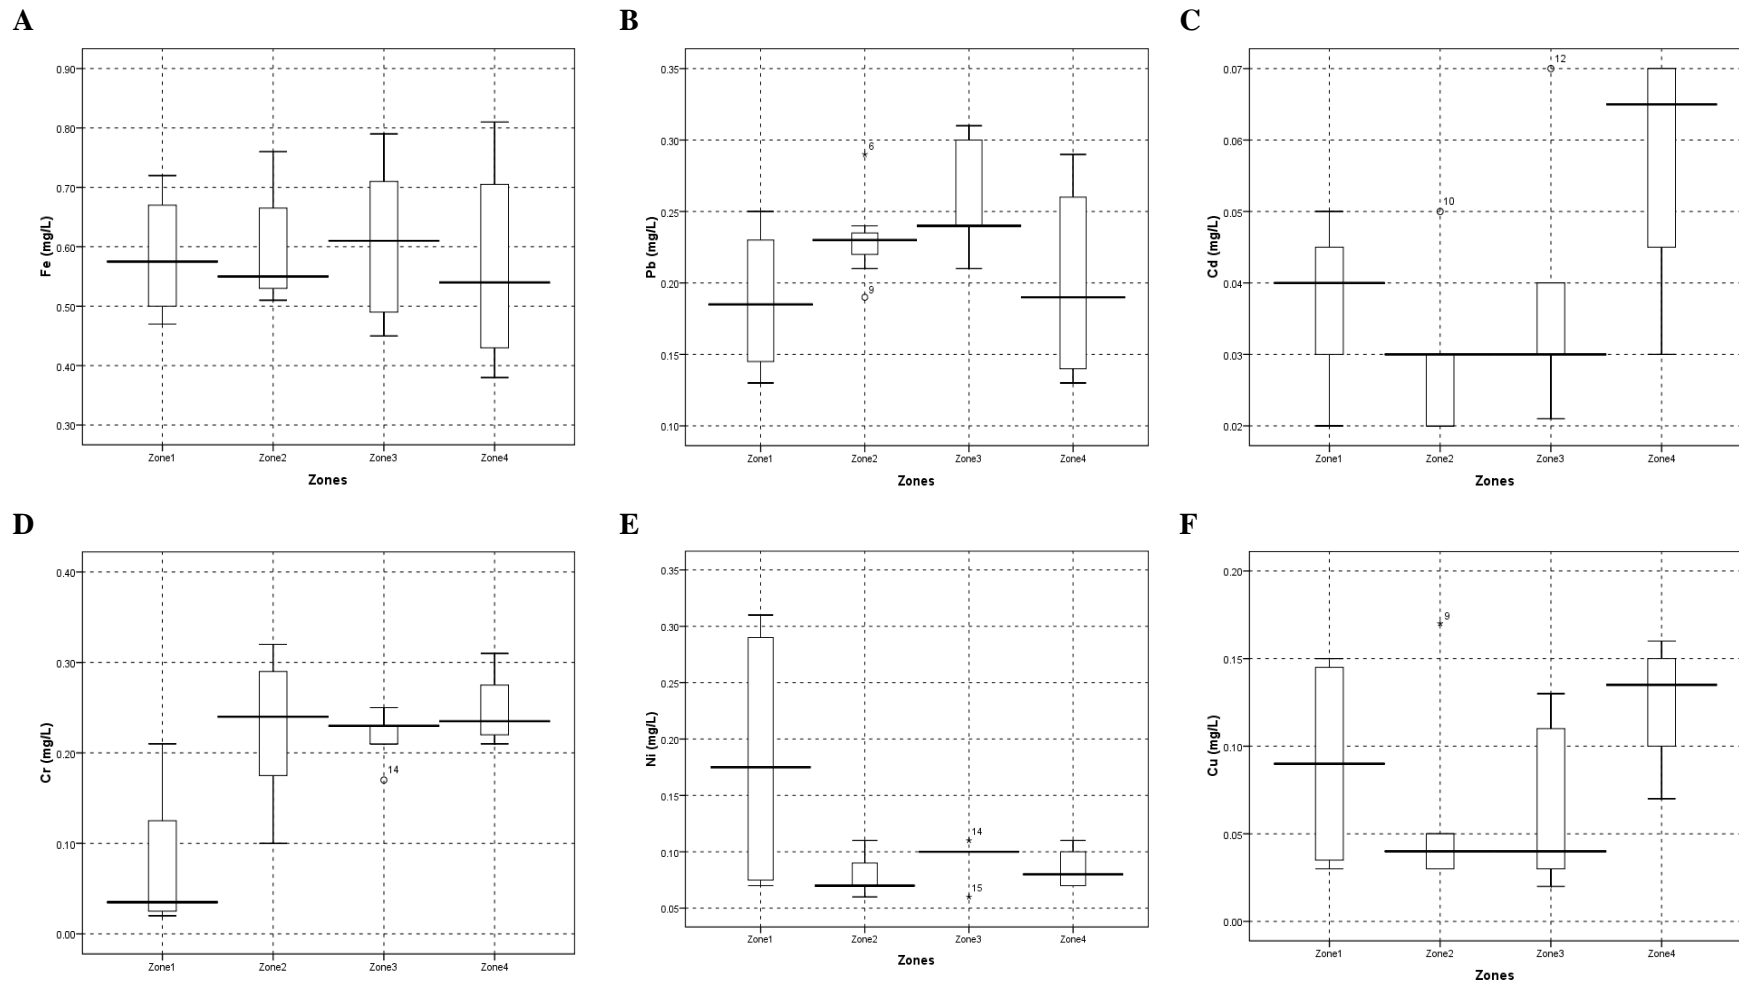 A
B
C
0.90
0.80
0.70
0.60
0.50
0.40
0.30
Fe (mg/L)
Zone1
Zone2
Zone3
Zone4
Zones
0.35
0.30
0.25
0.20
0.15
0.10
Pb (mg/L)
6
9
Zone1
Zone2
Zone3
Zone4
Zones
0.07
0.06
0.05
0.04
0.03
0.02
Cd (mg/L)
10
12
Zone1
Zone2
Zone3
Zone4
Zones
D
E
F
0.40
0.30
0.20
0.10
0.00
Cr (mg/L)
14
Zone1
Zone2
Zone3
Zone4
Zones
0.35
0.30
0.25
0.20
0.15
0.10
0.05
Ni (mg/L)
14
15
Zone1
Zone2
Zone3
Zone4
Zones
0.20
0.15
0.10
0.05
0.00
Cu (mg/L)
9
Zone1
Zone2
Zone3
Zone4
Zones